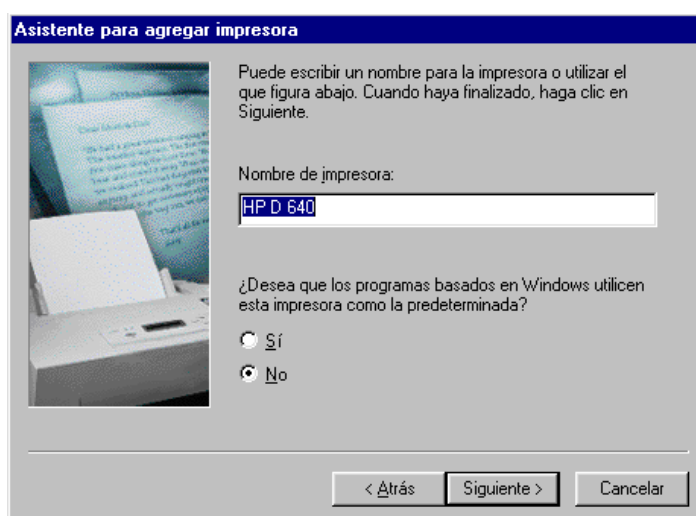 Asistente para agregar impresora
Puede escribir un nombre para la impresora o utilizar el
que figura abajo. Cuando haya finalizado, haga clic en
Siguiente.
Nombre de impresora:
HP D 640
¿Desea que los programas basados en Windows utilicen
esta impresora como la predeterminada?
Sí
No
< Atrás
Siguiente >
Cancelar